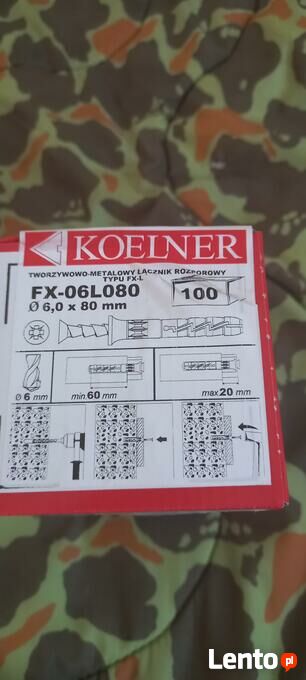 KOELNER
TWORZYWOWO-METALOWY ŁĄCZNIK ROZPOROWY
TYPU FX-L
FX-06L080
Ø 6,0 x 80 mm
100
Ø 6 mm
min.60 mm
max.20 mm
Lento.pl